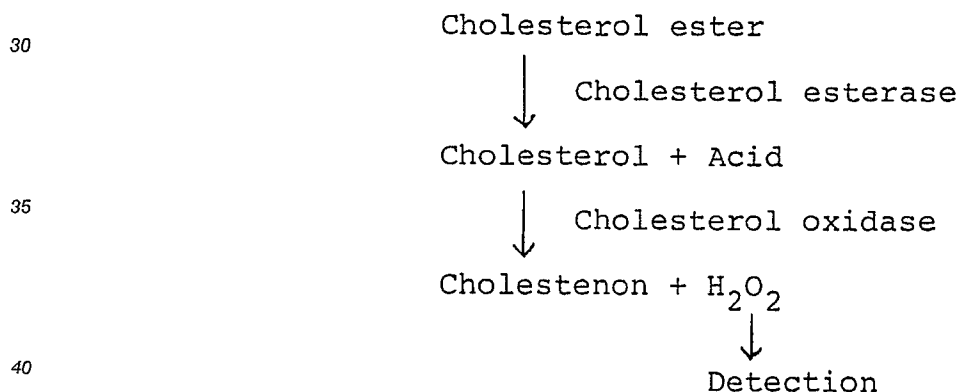 Cholesterol ester
30
Cholesterol esterase
Cholesterol + Acid
35
Cholesterol oxidase
Cholestenon + H₂O₂
40
Detection